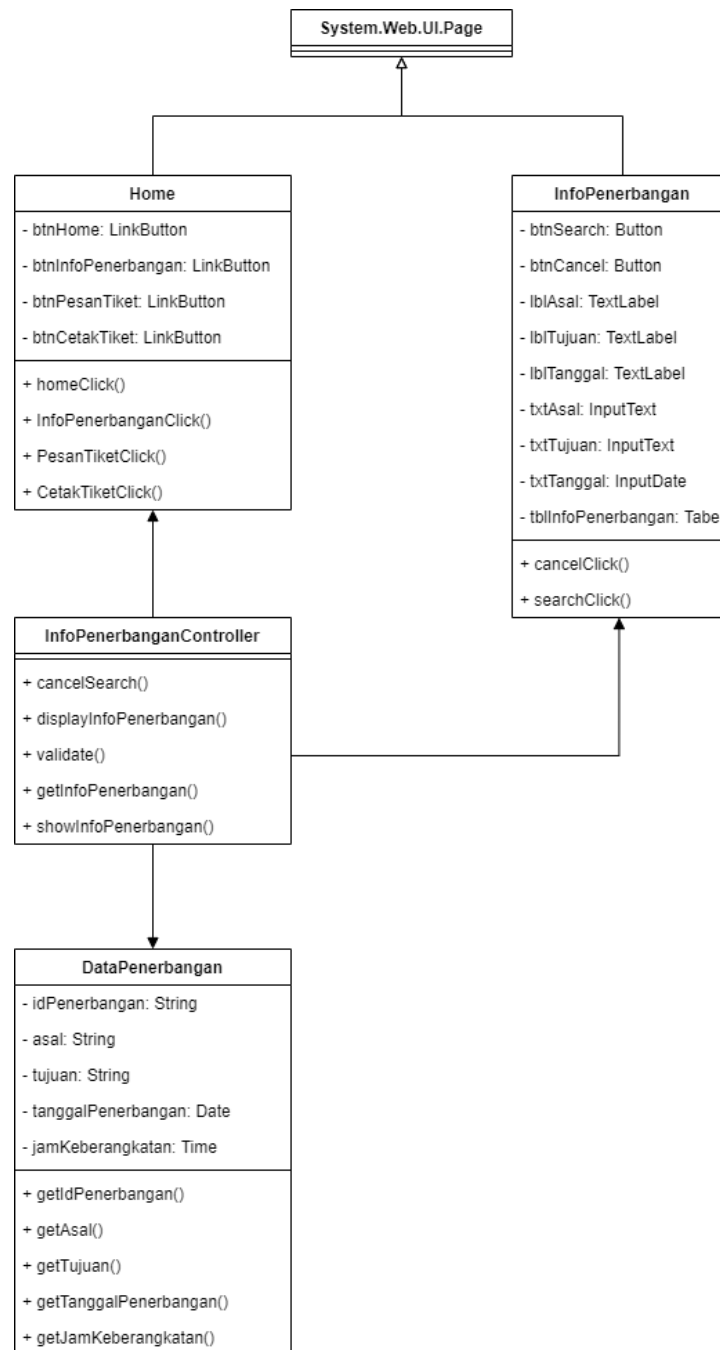 System.Web.UI.Page
Home
- btnHome: LinkButton
- btnInfoPenerbangan: LinkButton
- btnPesanTiket: LinkButton
- btnCetakTiket: LinkButton
+ homeClick()
+ InfoPenerbanganClick()
+ PesanTiketClick()
+ CetakTiketClick()
InfoPenerbangan
- btnSearch: Button
- btnCancel: Button
- lblAsal: TextLabel
- lblTujuan: TextLabel
- lblTanggal: TextLabel
- txtAsal: InputText
- txtTujuan: InputText
- txtTanggal: InputDate
- tblInfoPenerbangan: Tabe
+ cancelClick()
+ searchClick()
InfoPenerbanganController
+ cancelSearch()
+ displayInfoPenerbangan()
+ validate()
+ getInfoPenerbangan()
+ showInfoPenerbangan()
DataPenerbangan
- idPenerbangan: String
- asal: String
- tujuan: String
- tanggalPenerbangan: Date
- jamKeberangkatan: Time
+ getIdPenerbangan()
+ getAsal()
+ getTujuan()
+ getTanggalPenerbangan()
+ getJamKeberangkatan()